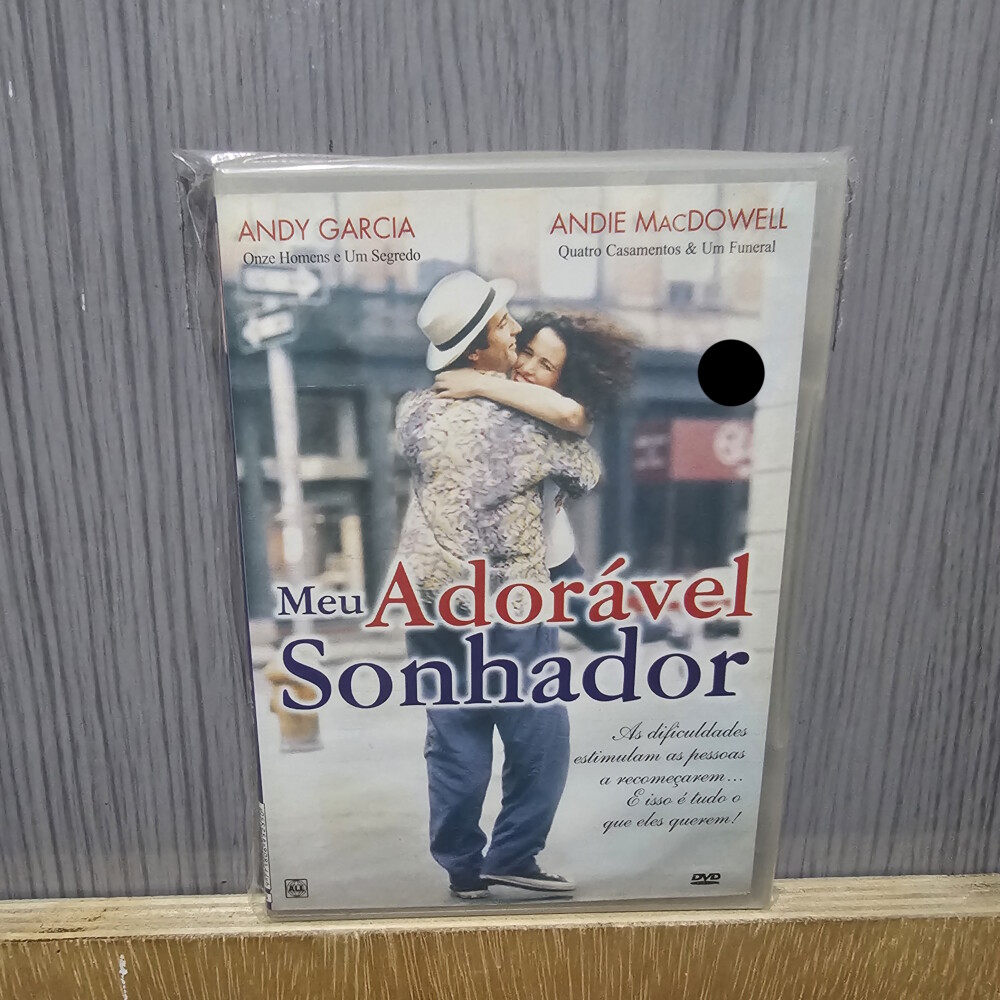 ANDY GARCIA
Onze Homens e Um Segredo
ANDIE MACDOWELL
Quatro Casamentos & Um Funeral
Meu Adorável
Sonhador
As dificuldades
estimulam as pessoas
a recomeçarem...
E isso é tudo o
que eles querem!
DVD